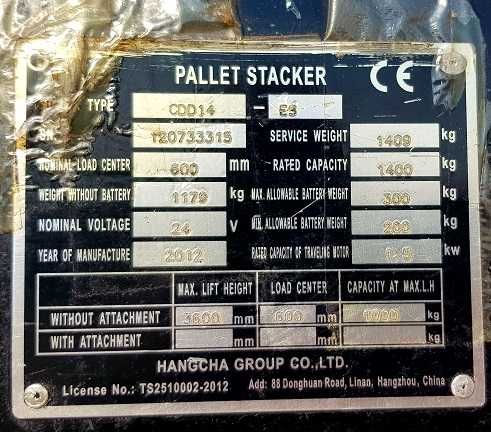 PALLET STACKER CE
TYPE CDD14 -
SN 120733315 SERVICE WEIGHT 1409 kg
NOMINAL LOAD CENTER 600 mm RATED CAPACITY 1400 kg
WEIGHT WITHOUT BATTERY 1179 kg MAX. ALLOWABLE BATTERY WEIGHT 300 kg
NOMINAL VOLTAGE 24 V MIN. ALLOWABLE BATTERY WEIGHT 200 kg
YEAR OF MANUFACTURE 2012 RATED CAPACITY OF TRAVELING MOTOR 1.5 kw
MAX. LIFT HEIGHT LOAD CENTER CAPACITY AT MAX.L.H
WITHOUT ATTACHMENT 3600 mm 600 mm kg
WITH ATTACHMENT mm mm kg
HANGCHA GROUP CO.,LTD.
License No.: TS2510002-2012 Add: 88 Donghuan Road, Linan, Hangzhou, China